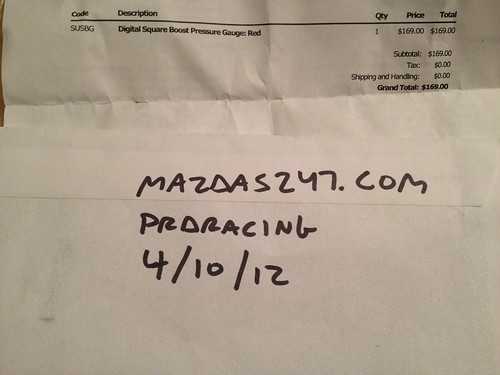 Code Description Qty Price Total
SUSBG Digital Square Boost Pressure Gauge: Red 1 $169.00 $169.00
Subtotal: $169.00
Tax: $0.00
Shipping and Handling: $0.00
Grand Total: $169.00
MAZDAS247.COM
PRDRACING
4/10/12